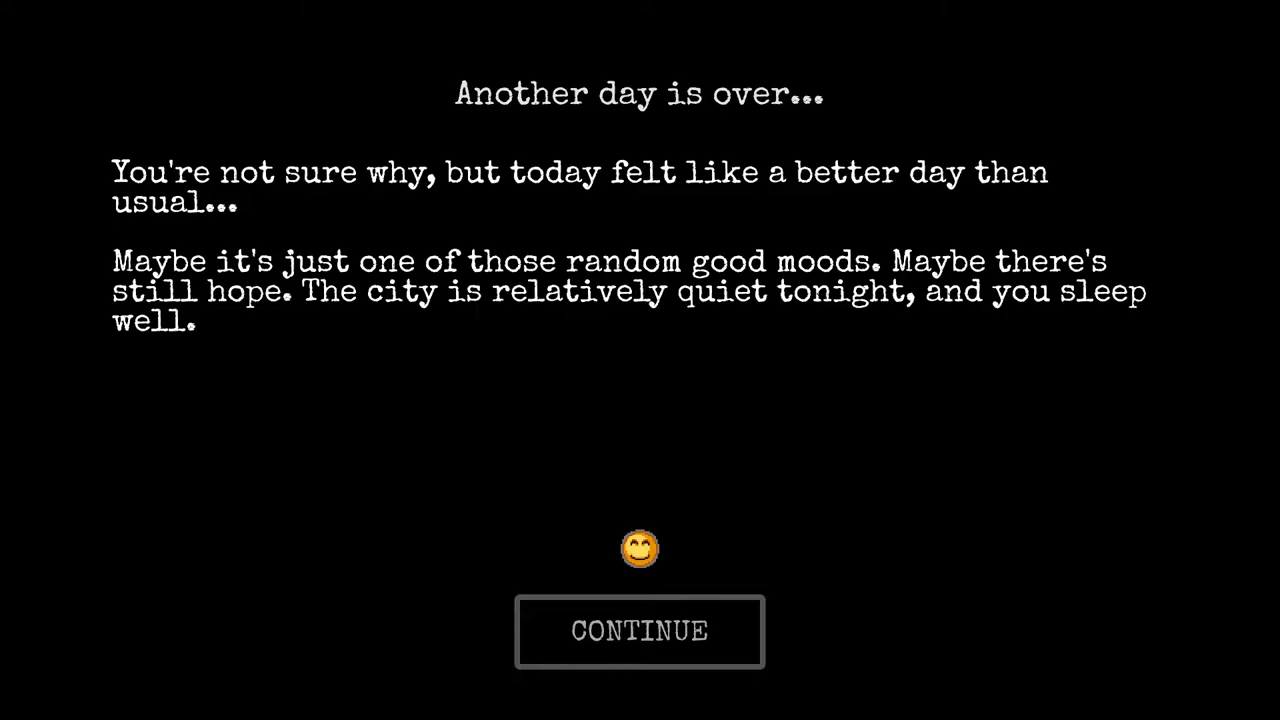 Another day is over...
You're not sure why, but today felt like a better day than
usual...
Maybe it's just one of those random good moods. Maybe there's
still hope. The city is relatively quiet tonight, and you sleep
well.
CONTINUE